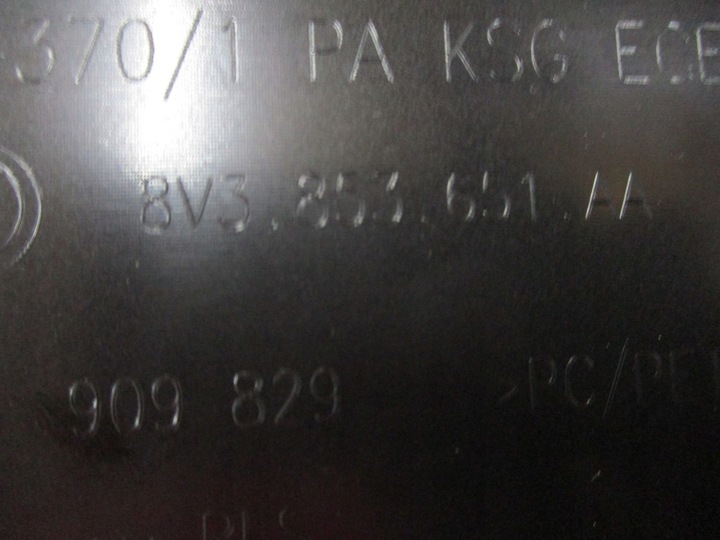 370/1 PA KSG ECE
8V3.853.651.AA
909 829 >PC/PE